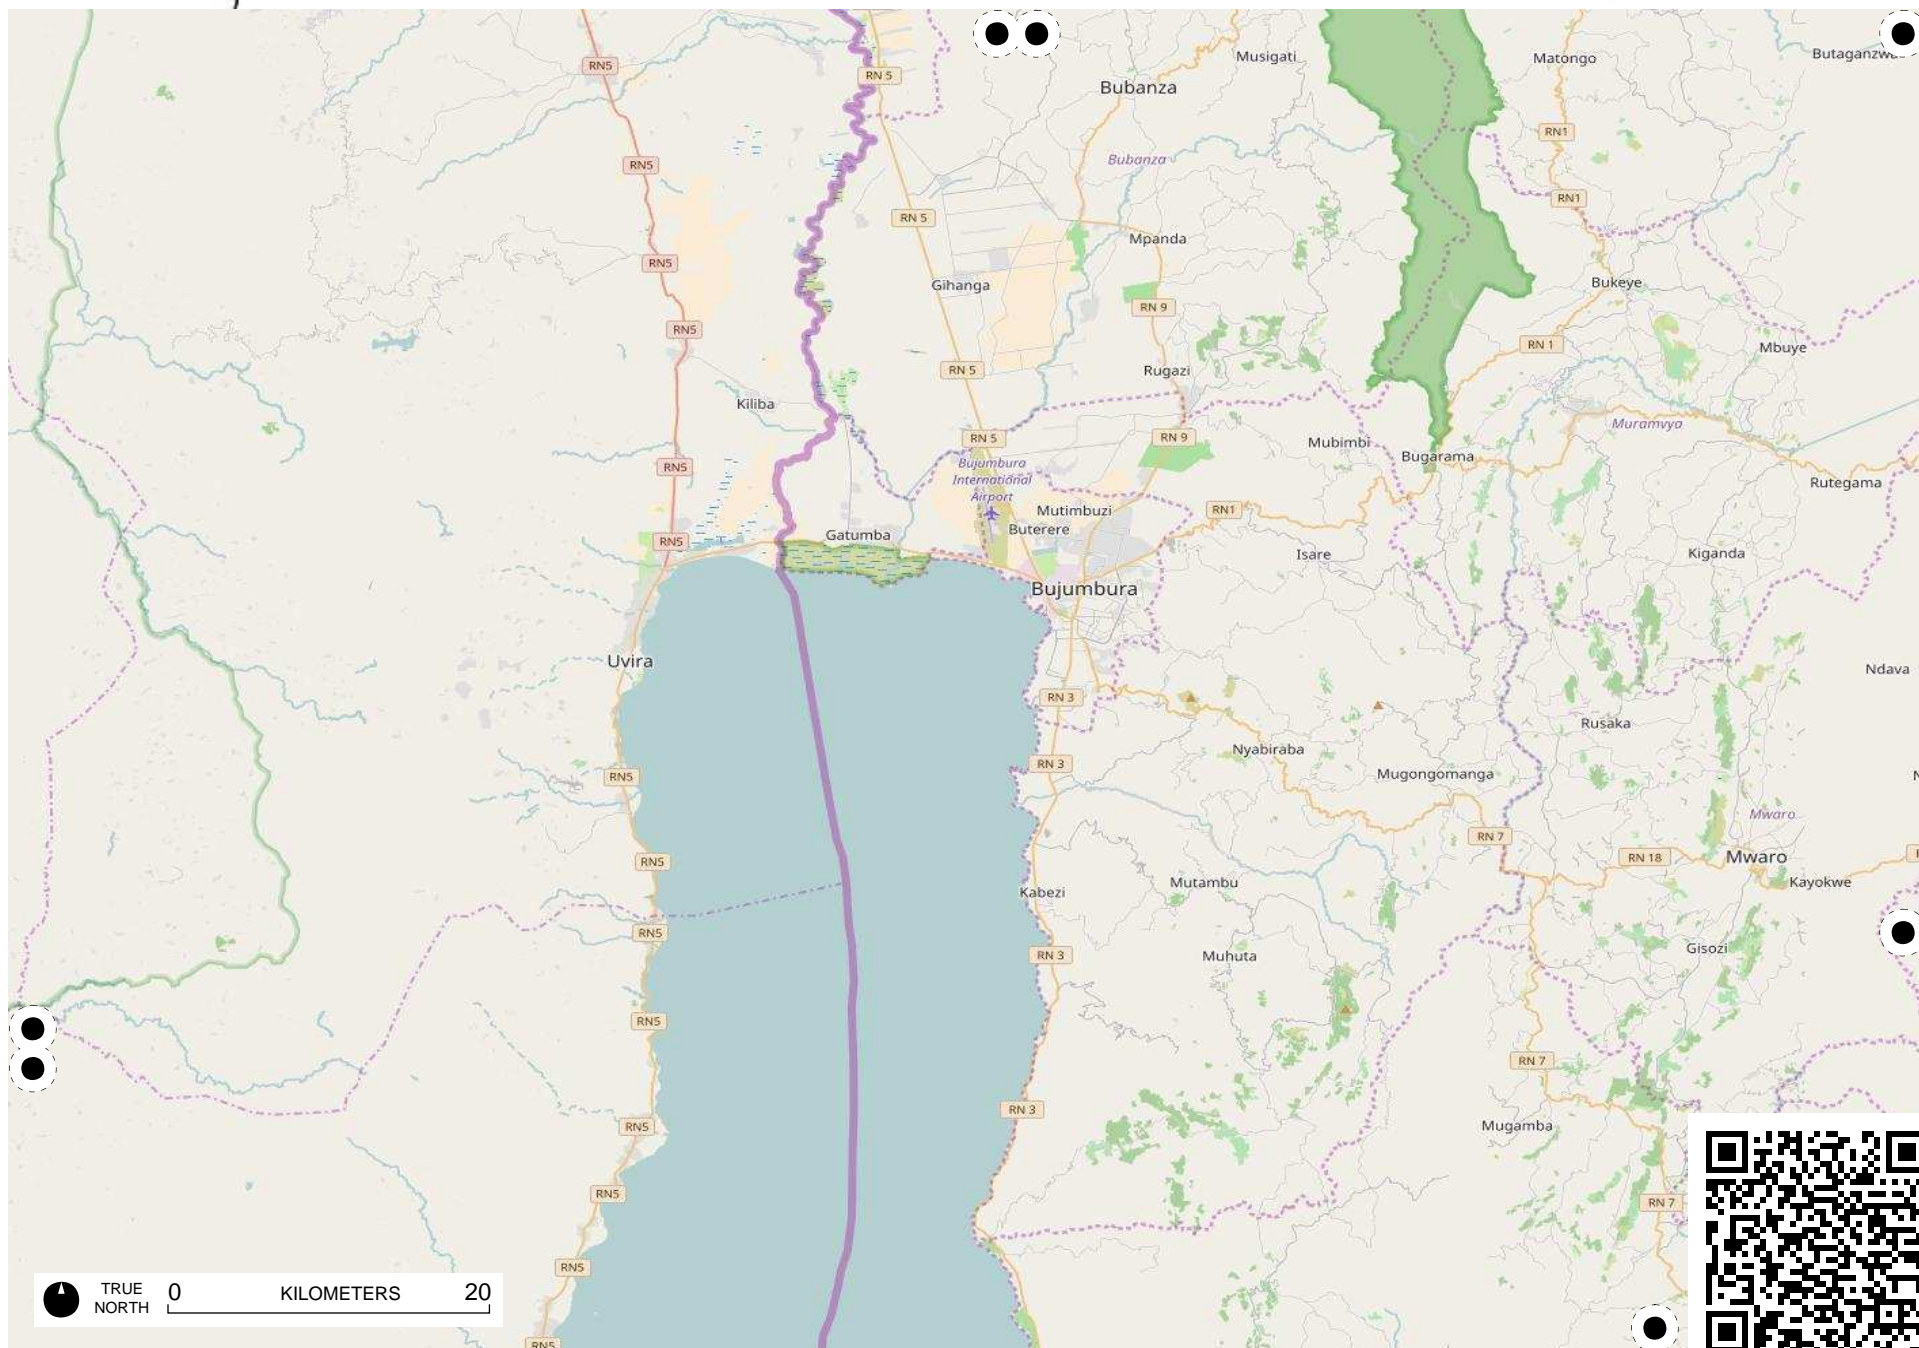 Musigati
Matongo
Butaganzwa
RN5
RN 5
Bubanza
RN1
Bubanza
RN5
RN1
RN 5
Mpanda
RN5
Gihanga
Bukeye
RN 9
RN5
RN 1
Mbuye
RN 5
Rugazi
Kiliba
Muramvya
RN 5
RN 9
Mubimbi
Bugarama
RN5
Bujumbura
International
Airport
Rutegama
RN1
Mutimbuzi
Buterere
Gatumba
RN5
Isare
Kiganda
Bujumbura
Uvira
Ndava
RN 3
Rusaka
Nyabiraba
RN 3
Mugongomanga
RN5
Mwaro
RN 7
RN 18
Mwaro
RN5
Kabezi
Mutambu
Kayokwe
RN5
RN 3
Muhuta
Gisozi
RN5
RN 7
RN 3
RN5
Mugamba
RN5
RN 7
RN5
TRUE
NORTH
0 KILOMETERS 20
RN5